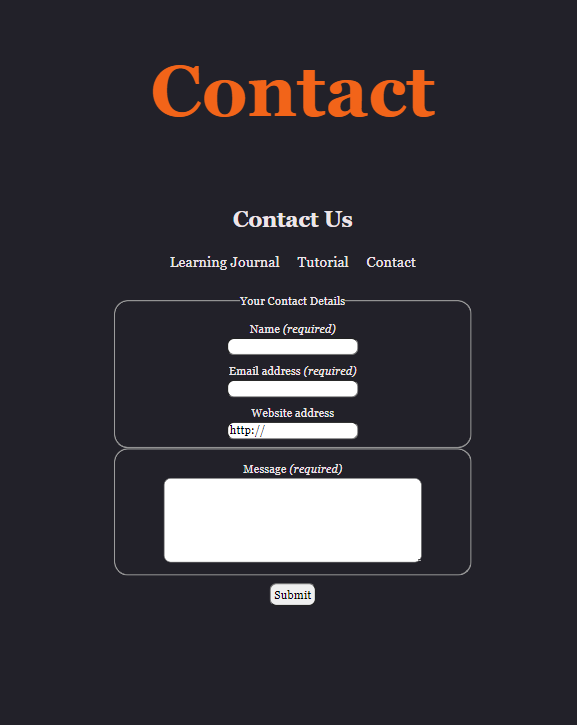 Contact
Contact Us
Learning Journal Tutorial Contact
Your Contact Details
Name (required)
Email address (required)
Website address
http://
Message (required)
Submit